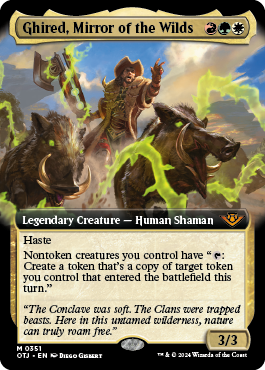 Ghired, Mirror of the Wilds
Legendary Creature — Human Shaman
Haste
Nontoken creatures you control have “:
Create a token that's a copy of target token
you control that entered the battlefield this
turn.”
“The Conclave was soft. The Clans were trapped
beasts. Here in this untamed wilderness, nature
can truly roam free.”
3/3
M 0351
OTJ • EN Diego Gisbert
™ & © 2024 Wizards of the Coast